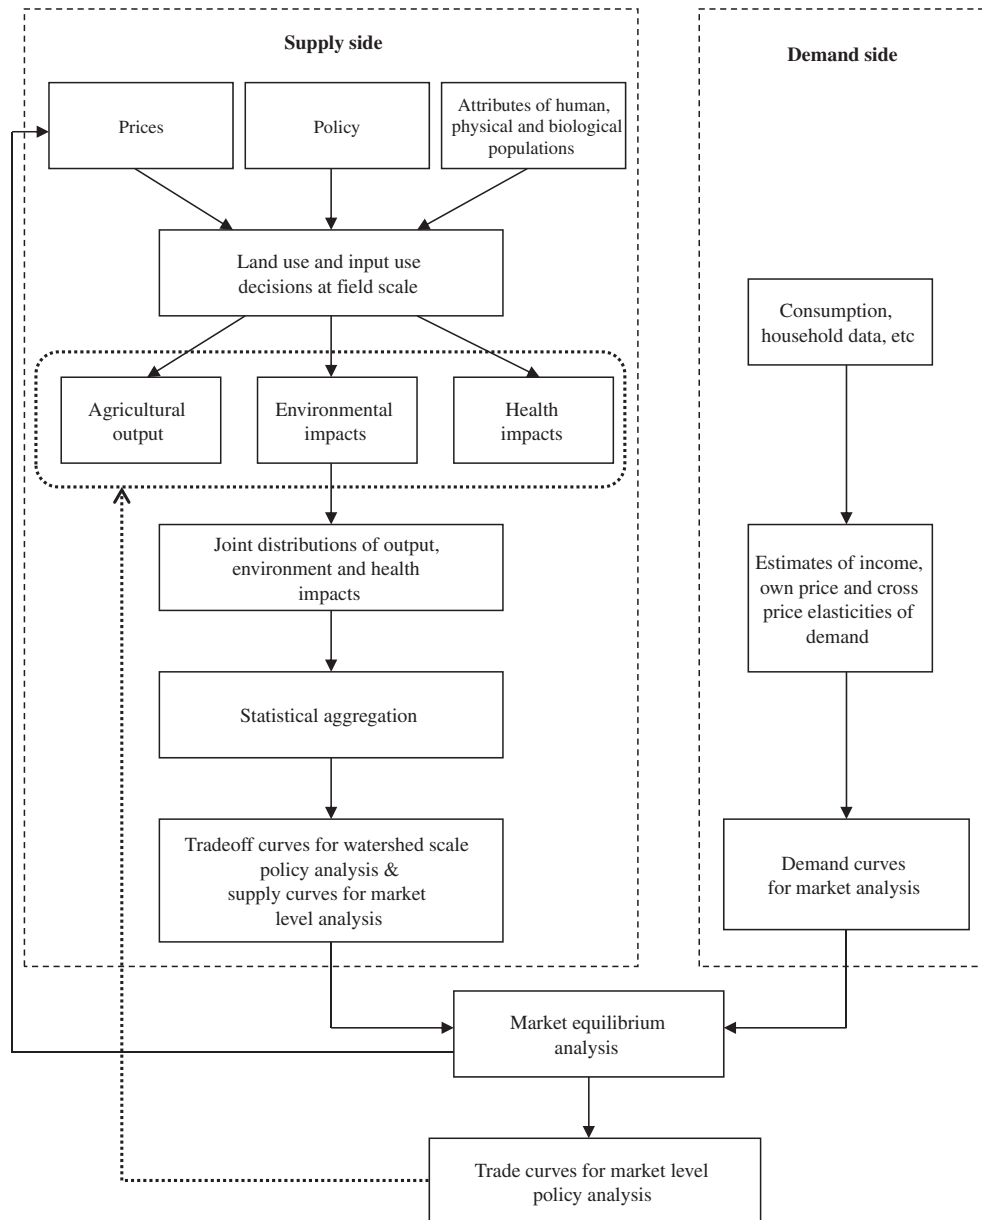 Supply side
Demand side
Prices
Policy
Attributes of human,
physical and biological
populations
Land use and input use
decisions at field scale
Consumption,
household data, etc
Agricultural
output
Environmental
impacts
Health
impacts
Joint distributions of output,
environment and health
impacts
Estimates of income,
own price and cross
price elasticities of
demand
Statistical aggregation
Tradeoff curves for watershed scale
policy analysis &
supply curves for market
level analysis
Demand curves
for market analysis
Market equilibrium
analysis
Trade curves for market level
policy analysis